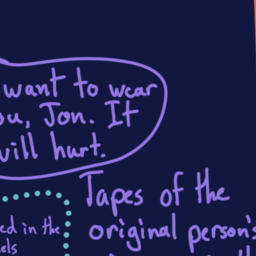 want to wear
ou, Jon. It
will hurt.
Tapes of the
original person's
ed in the
els